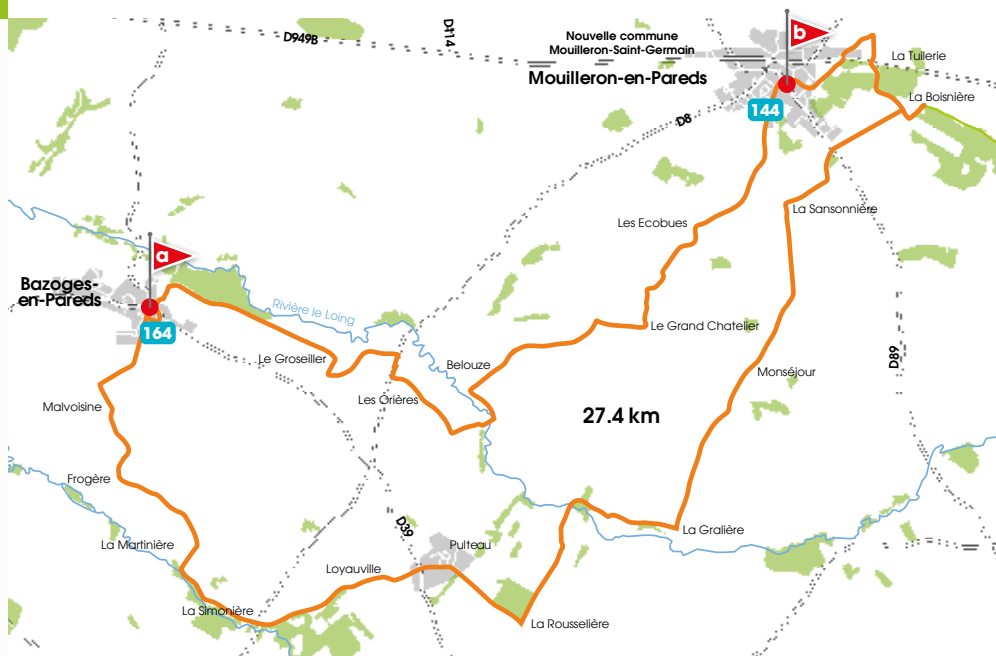 D949B
D114
Nouvelle commune
Mouilleron-Saint-Germain
Mouilleron-en-Pareds
b
144
La Tuilerie
La Boisnière
D8
Les Ecobues
La Sansonnière
a
Bazoges-
en-Pareds
164
Rivière le Loing
Le Grand Chatelier
Le Groseiller
Belouze
Monséjour
D89
Les Orières
Malvoisine
27.4 km
Frogère
La Martinière
D39
Pulteau
La Gralière
Loyauville
La Simonière
La Rousselière